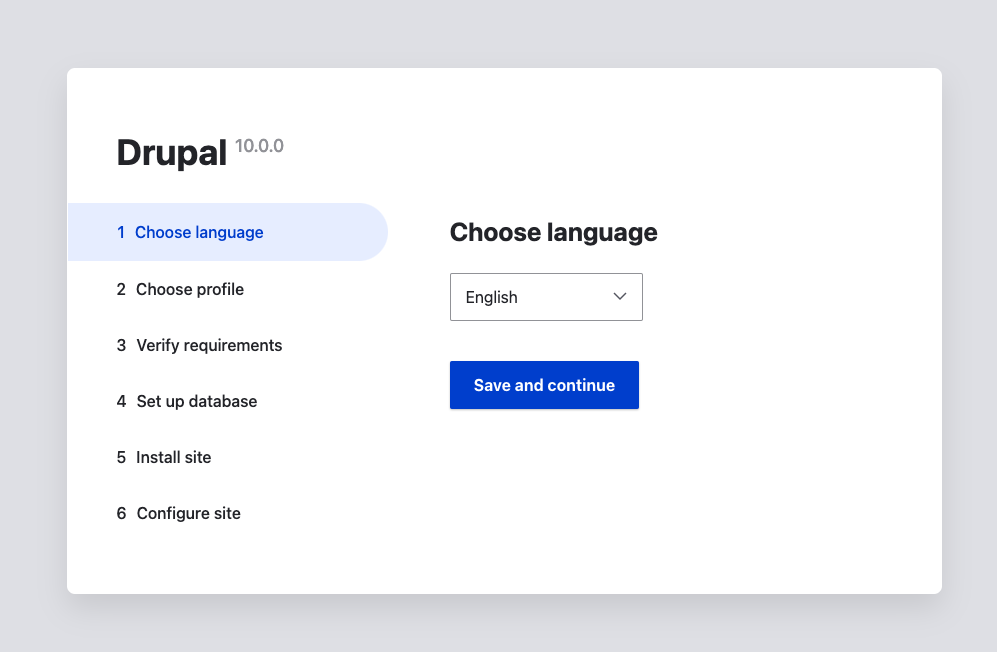 Drupal 10.0.0
1 Choose language
2 Choose profile
3 Verify requirements
4 Set up database
5 Install site
6 Configure site
Choose language
English
Save and continue